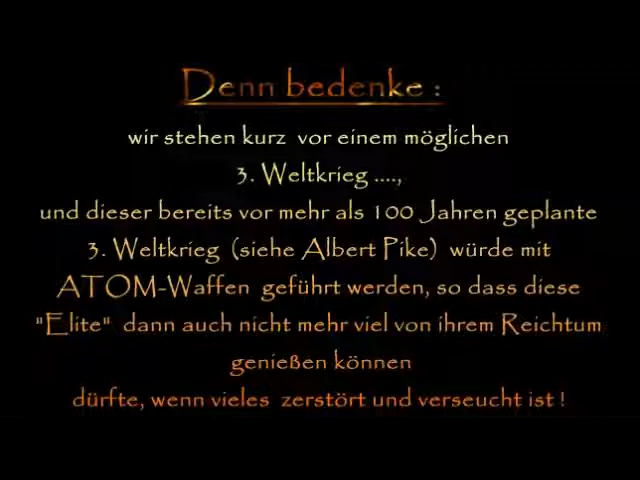 Denn bedenke :
wir stehen kurz vor einem möglichen
3. Weltkrieg ....,
und dieser bereits vor mehr als 100 Jahren geplante
3. Weltkrieg (siehe Albert Pike) würde mit
ATOM-Waffen geführt werden, so dass diese
"Elite" dann auch nicht mehr viel von ihrem Reichtum
genießen können
dürfte, wenn vieles zerstört und verseucht ist !